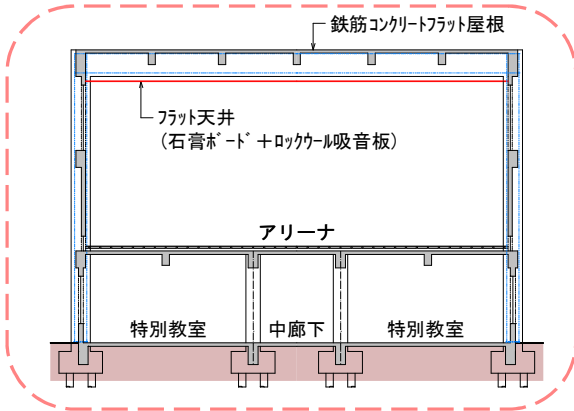 鉄筋ｺﾝｸﾘｰﾄﾌﾗｯﾄ屋根
ﾌﾗｯﾄ天井
（石膏ﾎﾞｰﾄﾞ＋ﾛｯｸｳｰﾙ吸音板）
アリーナ
特別教室
中廊下
特別教室